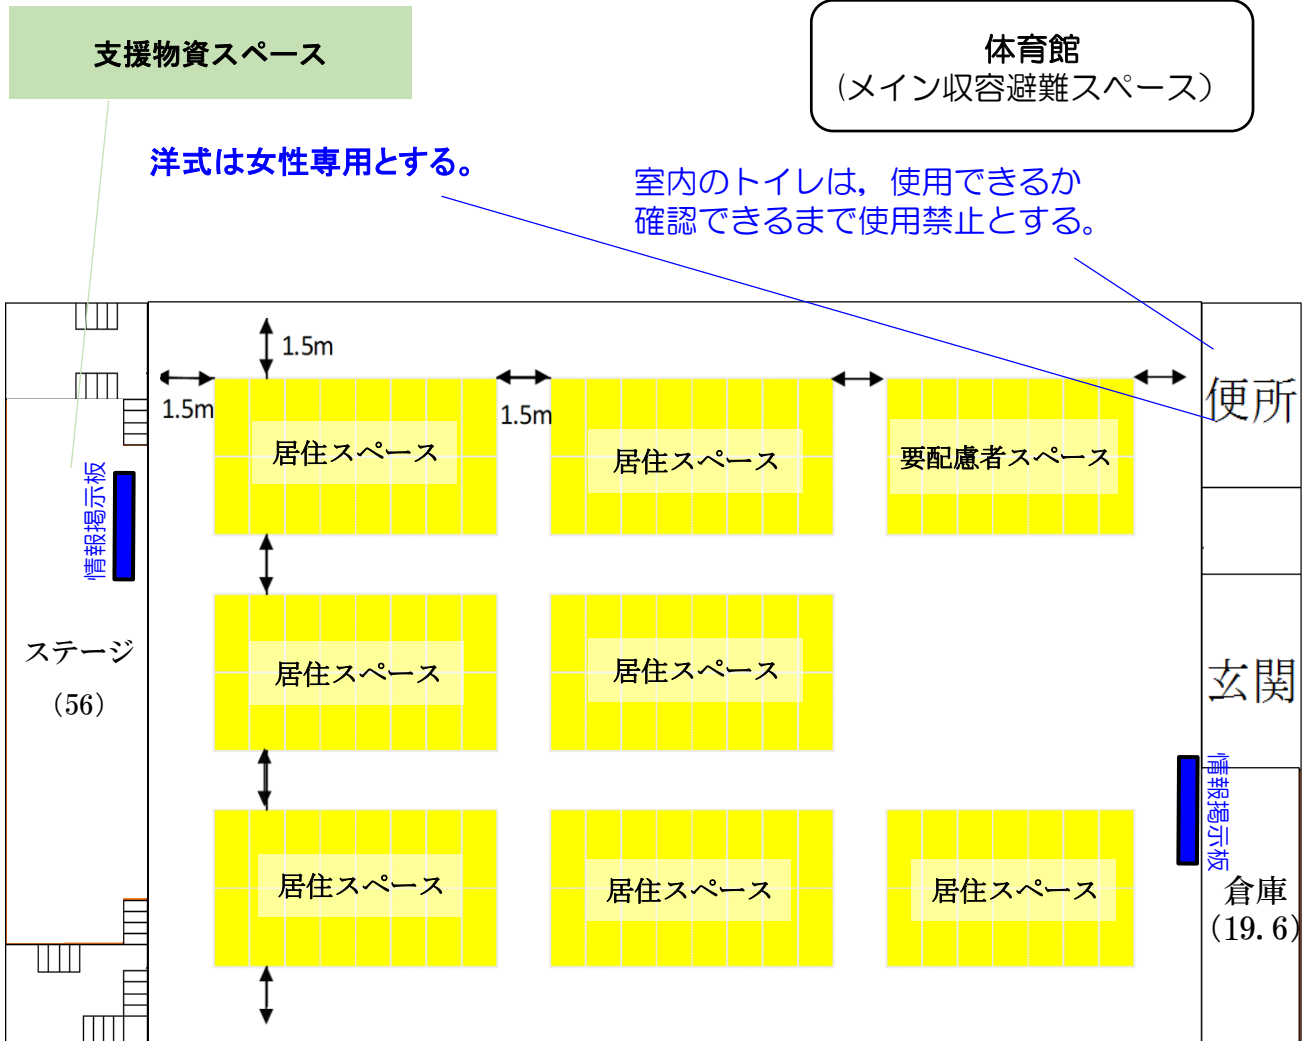 支援物資スペース
体育館
(メイン収容避難スペース)
洋式は女性専用とする。
室内のトイレは，使用できるか
確認できるまで使用禁止とする。
1.5m
1.5m
1.5m
便所
居住スペース
居住スペース
要配慮者スペース
情報掲示板
ステージ
(56)
居住スペース
居住スペース
玄関
情報掲示板
居住スペース
居住スペース
居住スペース
倉庫
(19.6)